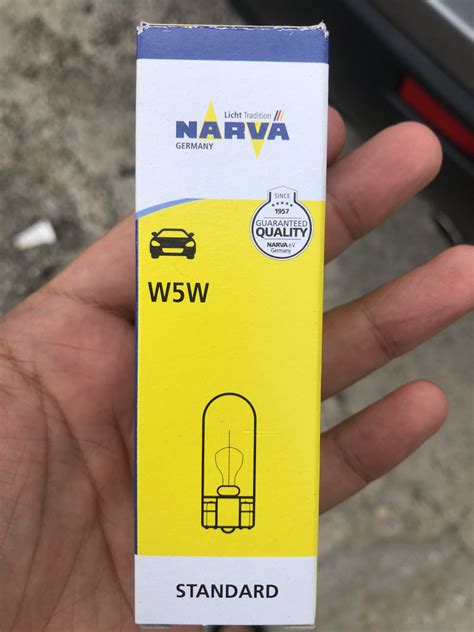 Licht Tradition
NARVA
GERMANY
SINCE
1957
GUARANTEED
QUALITY
NARVA e.V.
Germany
W5W
STANDARD